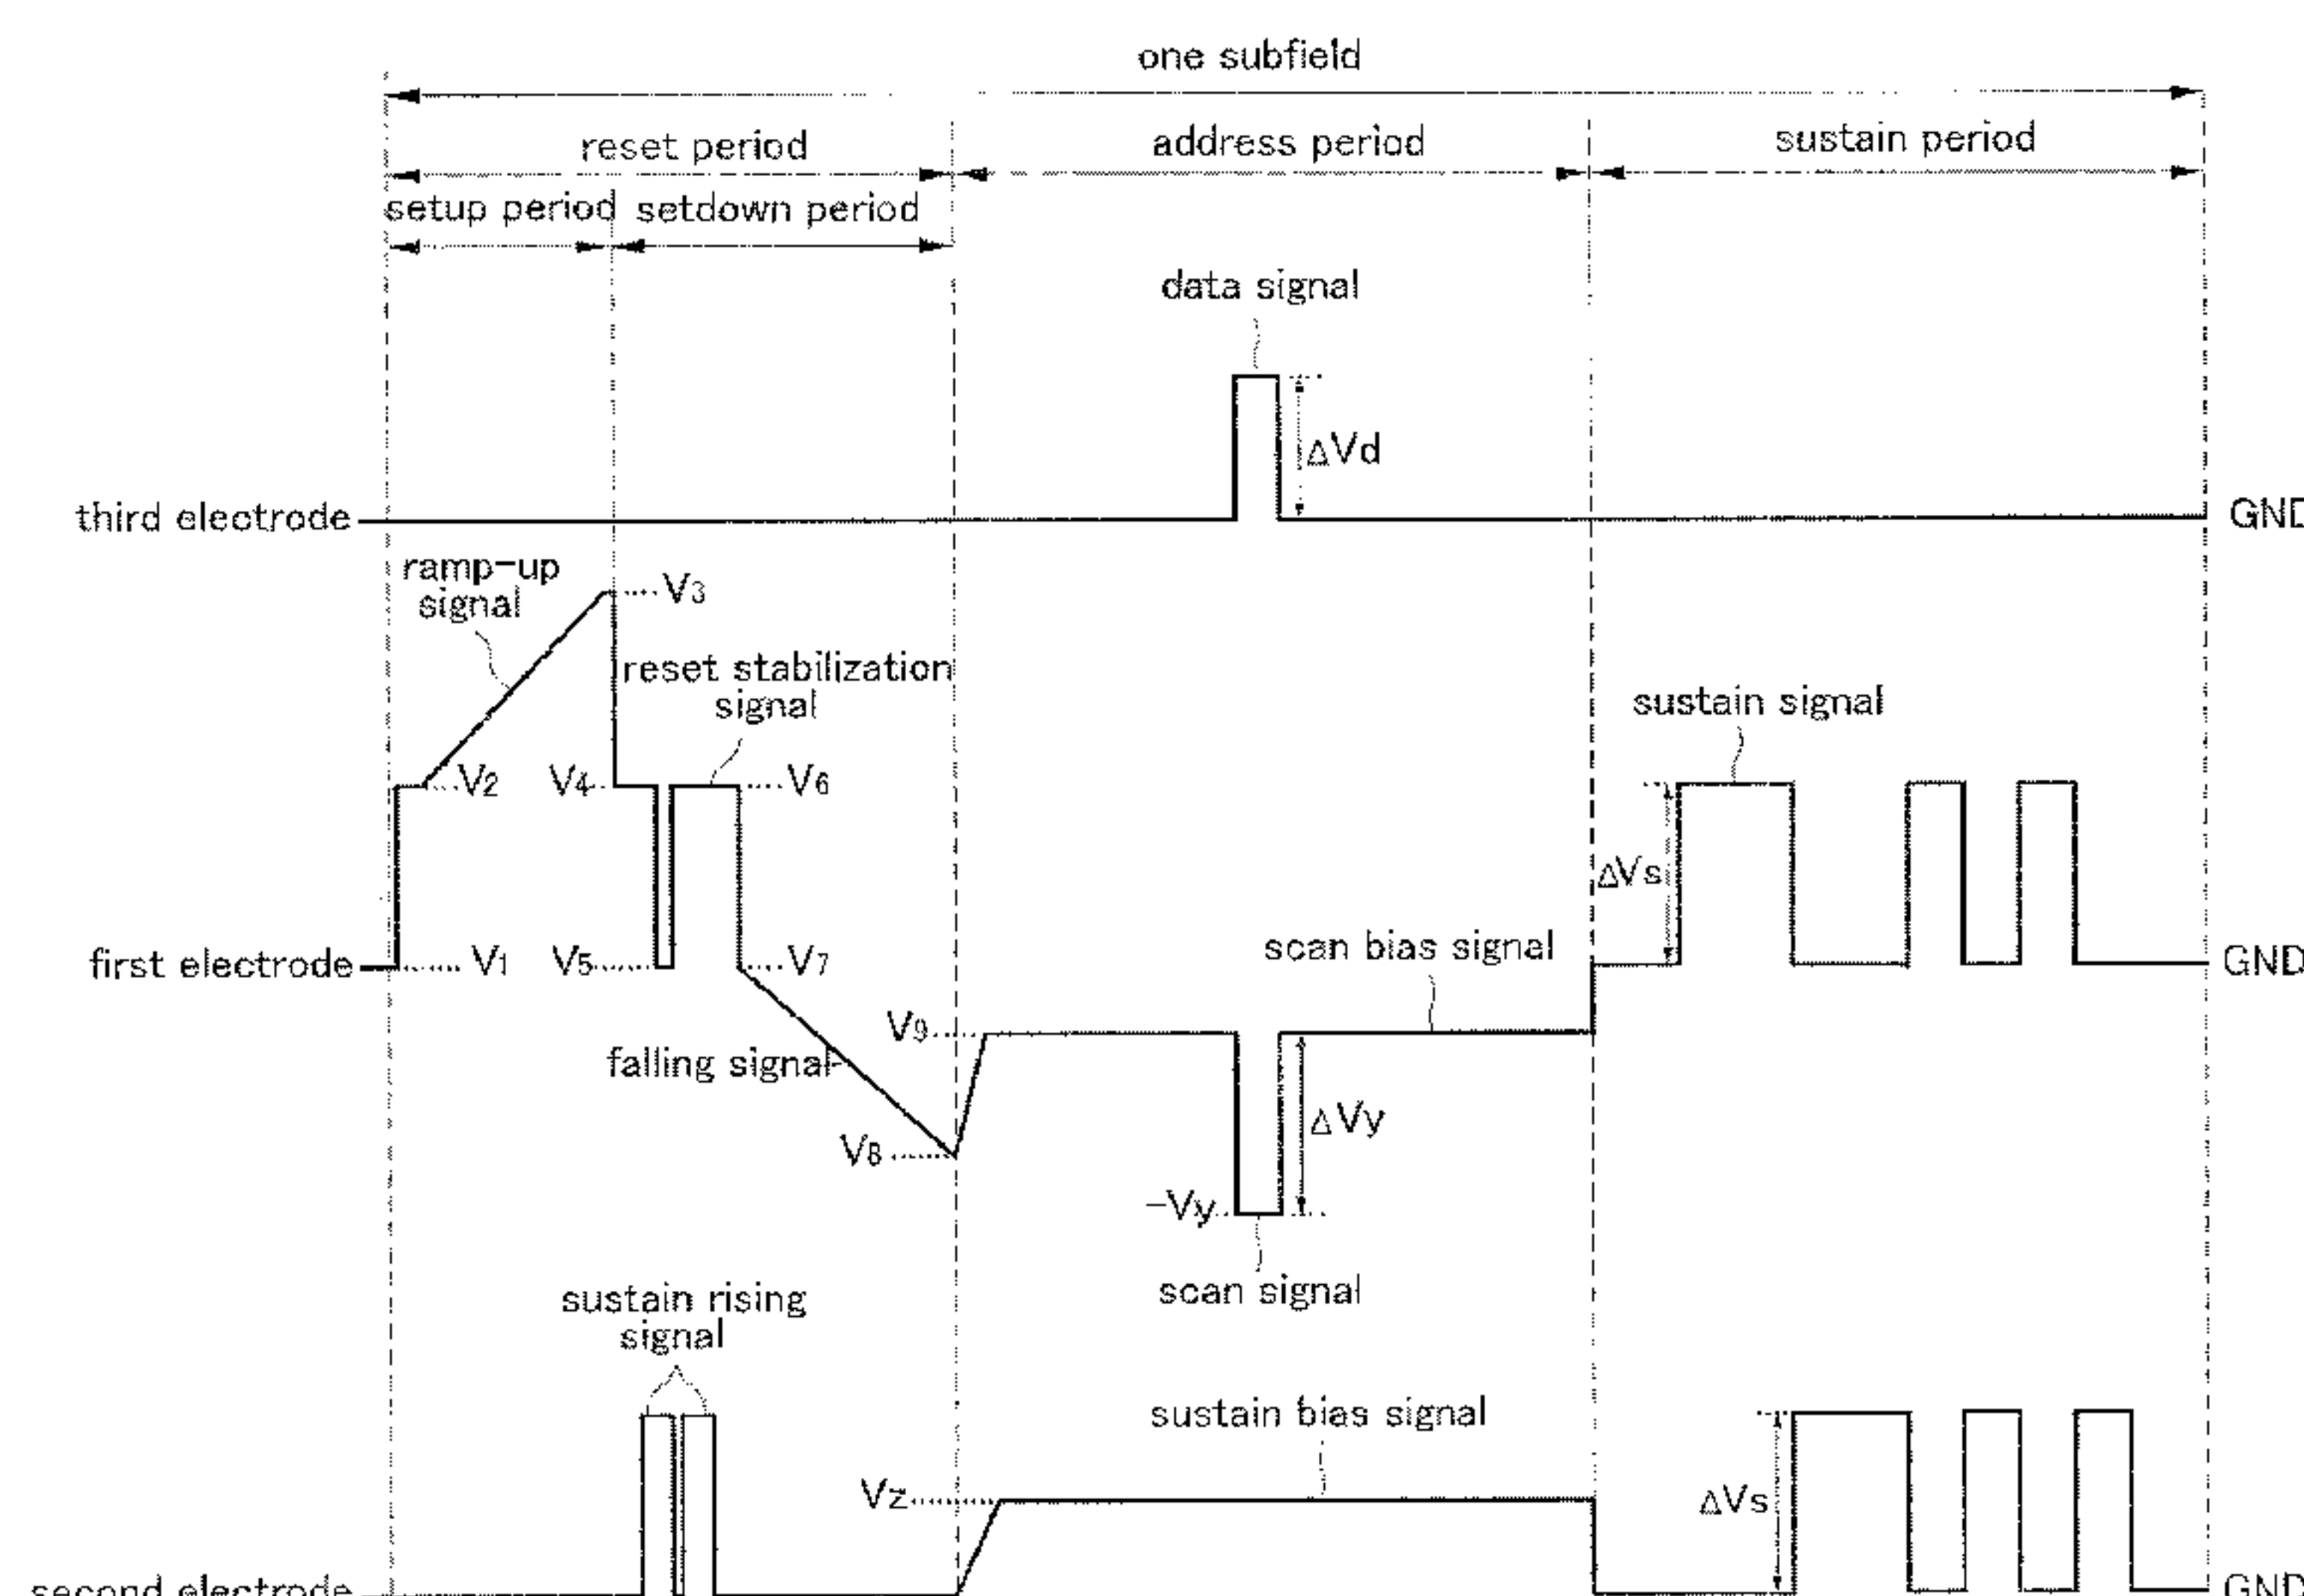 one subfield
reset period
address period
sustain period
setup period
setdown period
data signal
ΔVd
third electrode
GND
ramp-up
signal
V3
reset stabilization
signal
sustain signal
V2
V4
V6
ΔVs
first electrode
V1
V5
V7
scan bias signal
GND
V9
falling signal
ΔVy
V8
-Vy
scan signal
sustain rising
signal
sustain bias signal
Vz
ΔVs
second electrode
GND